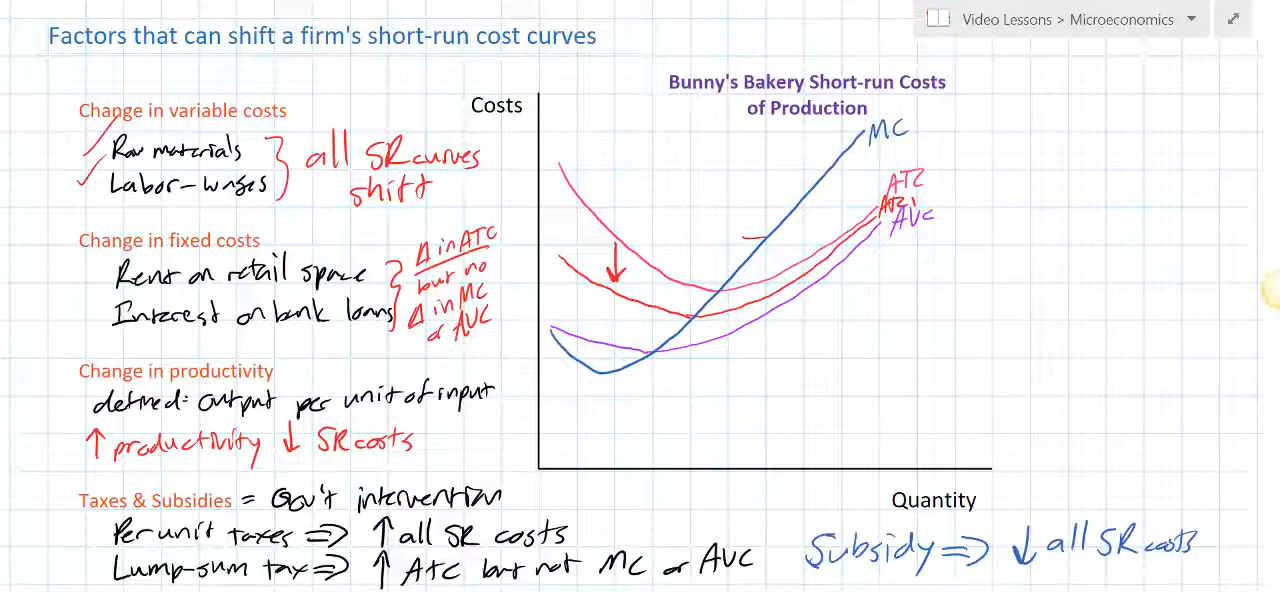 Video Lessons > Microeconomics
Factors that can shift a firm's short-run cost curves
Change in variable costs
Raw materials
Labor-wages
all SR curves
shift
Change in fixed costs
Rent on retail space
Interest on bank loans
Δ in ATC
but no
Δ in MC
or AVC
Change in productivity
defined: output per unit of input
↑ productivity ↓ SR costs
Taxes & Subsidies = Gov't intervention
Per unit taxes ⇒ ↑ all SR costs
Lump-sum tax ⇒ ↑ ATC but not MC or AVC
Bunny's Bakery Short-run Costs
of Production
Costs
MC
ATC
ATC1
AVC
Quantity
Subsidy ⇒ ↓ all SR costs